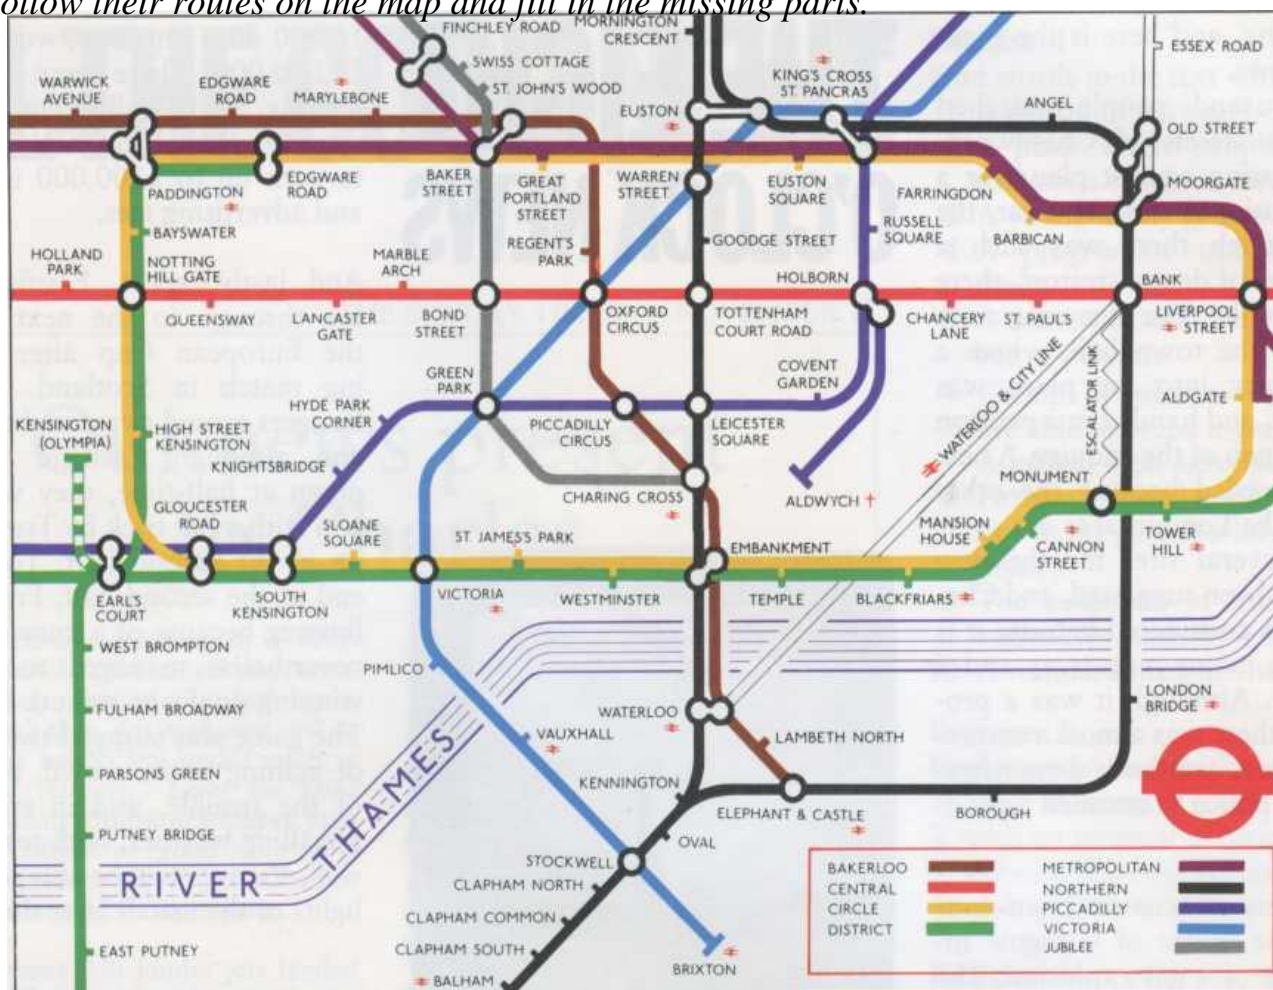 ollow their routes on the map and fill in the missing parts.
FINCHLEY ROAD
MORNINGTON
CRESCENT
SWISS COTTAGE
ST. JOHN'S WOOD
KING'S CROSS
ST. PANCRAS
ESSEX ROAD
WARWICK
AVENUE
EDGWARE
ROAD
MARYLEBONE
EUSTON
ANGEL
OLD STREET
PADDINGTON
EDGWARE
ROAD
BAKER
STREET
GREAT
PORTLAND
STREET
WARREN
STREET
EUSTON
SQUARE
FARRINGDON
MOORGATE
BAYSWATER
REGENT'S
PARK
GOODGE STREET
RUSSELL
SQUARE
BARBICAN
HOLLAND
PARK
NOTTING
HILL GATE
MARBLE
ARCH
HOLBORN
BANK
QUEENSWAY
LANCASTER
GATE
BOND
STREET
OXFORD
CIRCUS
TOTTENHAM
COURT ROAD
CHANCERY
LANE
ST. PAUL'S
LIVERPOOL
STREET
GREEN
PARK
COVENT
GARDEN
WATERLOO & CITY LINE
ESCALATOR LINK
ALDGATE
HYDE PARK
CORNER
KENSINGTON
(OLYMPIA)
HIGH STREET
KENSINGTON
PICCADILLY
CIRCUS
LEICESTER
SQUARE
KNIGHTSBRIDGE
CHARING CROSS
ALDWYCH †
MONUMENT
GLOUCESTER
ROAD
SLOANE
SQUARE
ST. JAMES'S PARK
EMBANKMENT
MANSION
HOUSE
CANNON
STREET
TOWER
HILL
EARL'S
COURT
SOUTH
KENSINGTON
VICTORIA
WESTMINSTER
TEMPLE
BLACKFRIARS
WEST BROMPTON
PIMLICO
FULHAM BROADWAY
WATERLOO
LONDON
BRIDGE
VAUXHALL
LAMBETH NORTH
PARSONS GREEN
KENNINGTON
ELEPHANT & CASTLE
BOROUGH
PUTNEY BRIDGE
OVAL
STOCKWELL
RIVER THAMES
CLAPHAM NORTH
CLAPHAM COMMON
CLAPHAM SOUTH
EAST PUTNEY
BALHAM
BRIXTON
BAKERLOO
CENTRAL
CIRCLE
DISTRICT
METROPOLITAN
NORTHERN
PICCADILLY
VICTORIA
JUBILEE